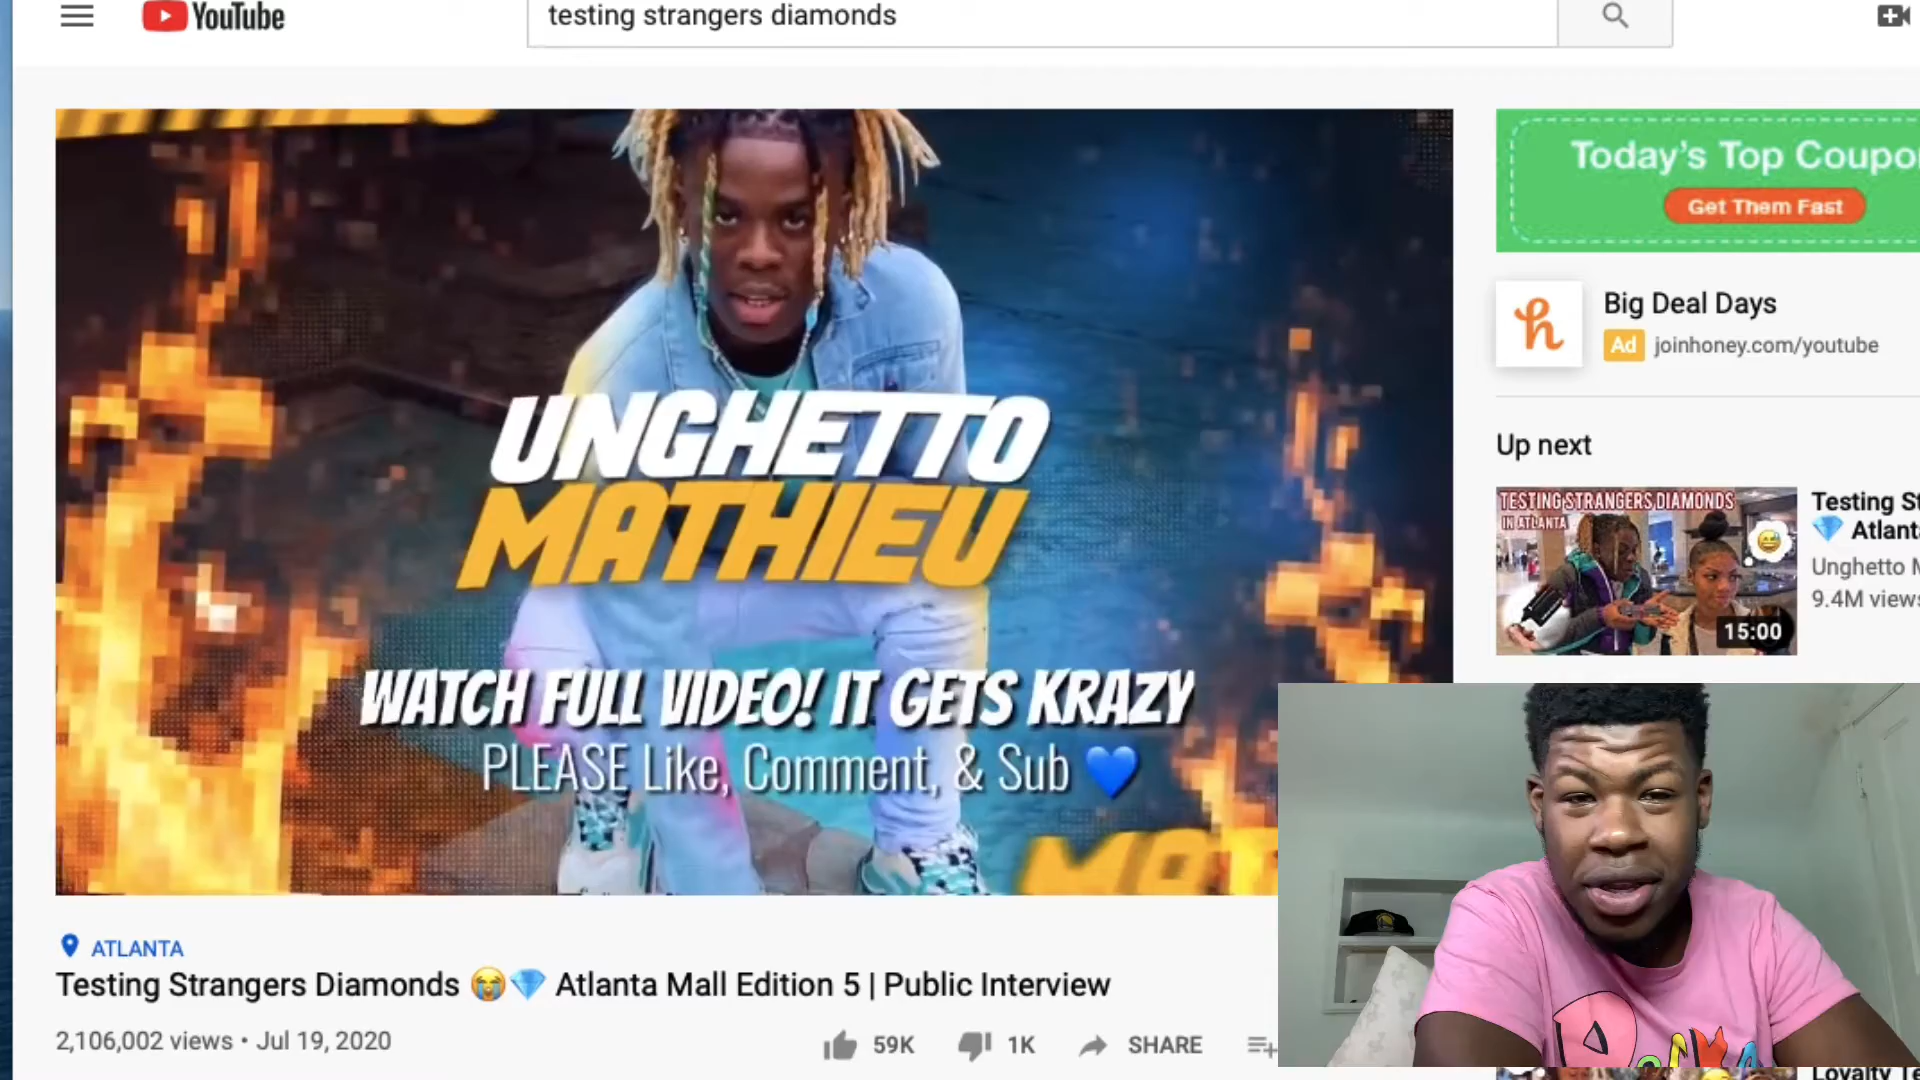 YouTube
testing strangers diamonds
Today's Top Coupo
Get Them Fast
Big Deal Days
Ad joinhoney.com/youtube
UNGHETTO
MATHIEU
WATCH FULL VIDEO! IT GETS KRAZY
PLEASE Like, Comment, & Sub 💙
Up next
TESTING STRANGERS DIAMONDS
IN ATLANTA
15:00
Testing St
💎 Atlant
Unghetto M
9.4M views
ATLANTA
Testing Strangers Diamonds 😭💎 Atlanta Mall Edition 5 | Public Interview
2,106,002 views • Jul 19, 2020
59K
1K
SHARE
Loyalty Te